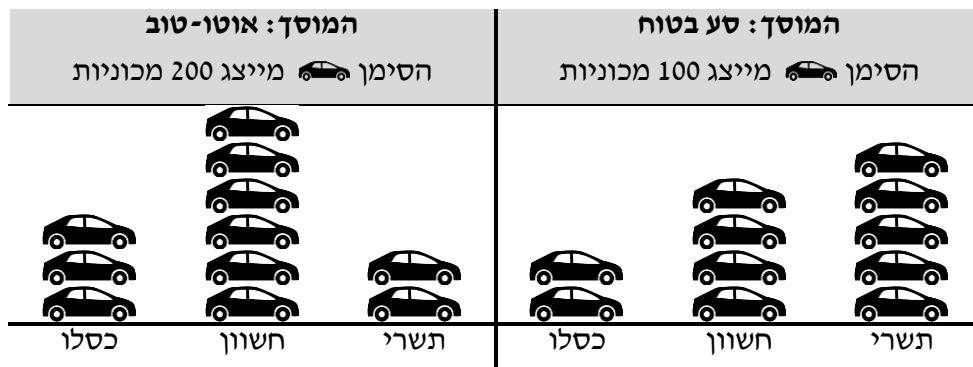 המוסך: סע בטוח
הסימן מייצג 100 מכוניות
תשרי
חשוון
כסלו
המוסך: אוטו-טוב
הסימן מייצג 200 מכוניות
תשרי
חשוון
כסלו